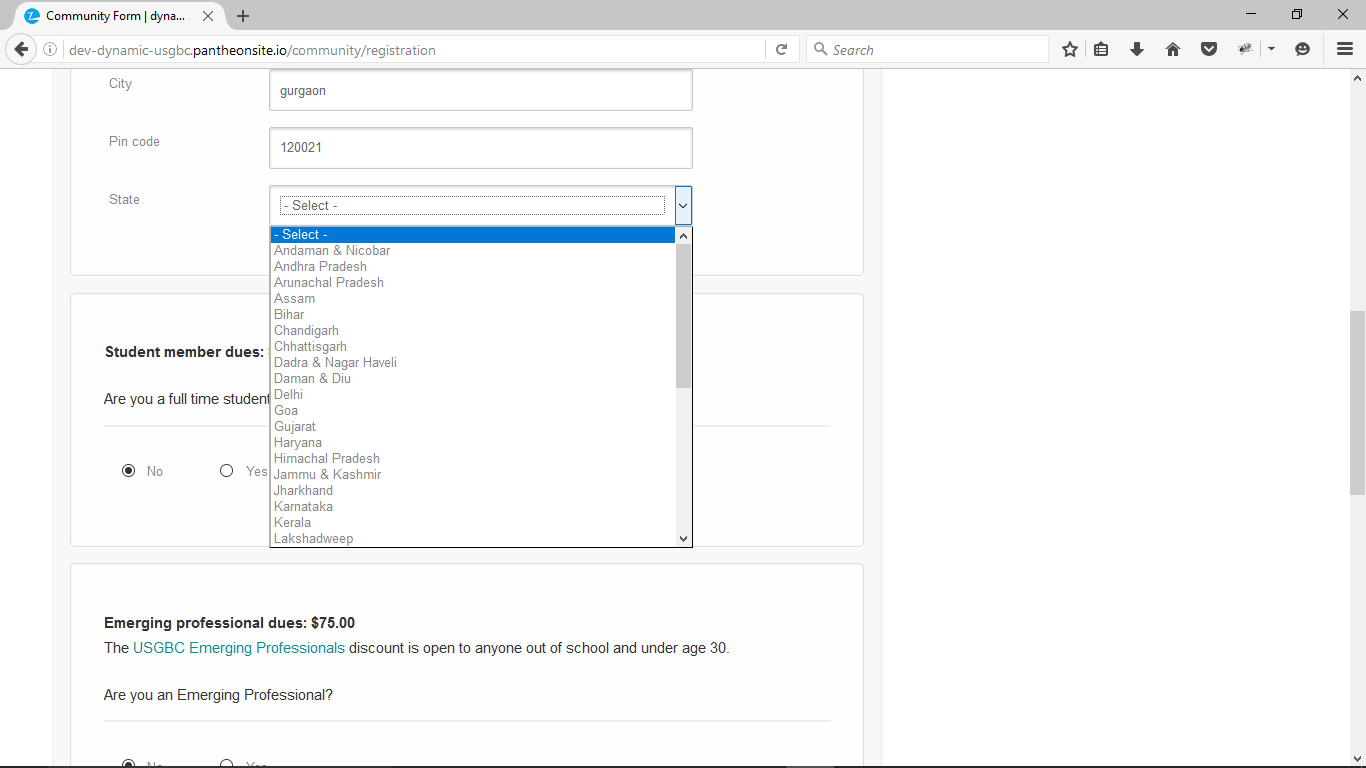 Community Form | dyna...
dev-dynamic-usgbc.pantheonsite.io/community/registration
Search
City
gurgaon
Pin code
120021
State
- Select -
- Select -
Andaman & Nicobar
Andhra Pradesh
Arunachal Pradesh
Assam
Bihar
Chandigarh
Chhattisgarh
Dadra & Nagar Haveli
Daman & Diu
Delhi
Goa
Gujarat
Haryana
Himachal Pradesh
Jammu & Kashmir
Jharkhand
Karnataka
Kerala
Lakshadweep
Student member dues:
Are you a full time student
No
Yes
Emerging professional dues: $75.00
The USGBC Emerging Professionals discount is open to anyone out of school and under age 30.
Are you an Emerging Professional?
No
Yes